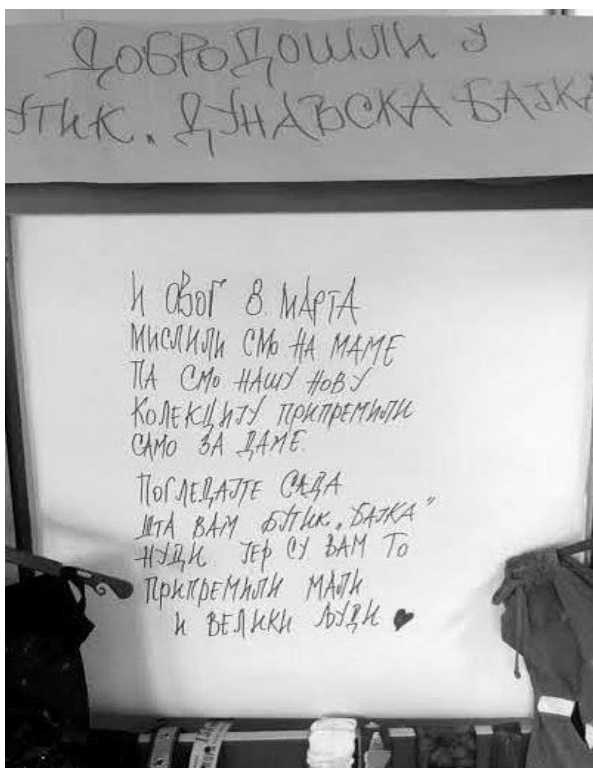 ДОБРОДОШЛИ У
УТИК. ДУНАВСКА БАЈКА
И ОВОГ 8. МАРТА
МИСЛИЛИ СМО НА МАМЕ
ПА СМО НАШУ НОВУ
КОЛЕКЦИЈУ ПРИПРЕМИЛИ
САМО ЗА ДАМЕ.
ПОГЛЕДАЈТЕ САДА
ШТА ВАМ БУТИК „БАЈКА”
НУДИ ЈЕР СУ ВАМ ТО
ПРИПРЕМИЛИ МАЛИ
И ВЕЛИКИ ЉУДИ